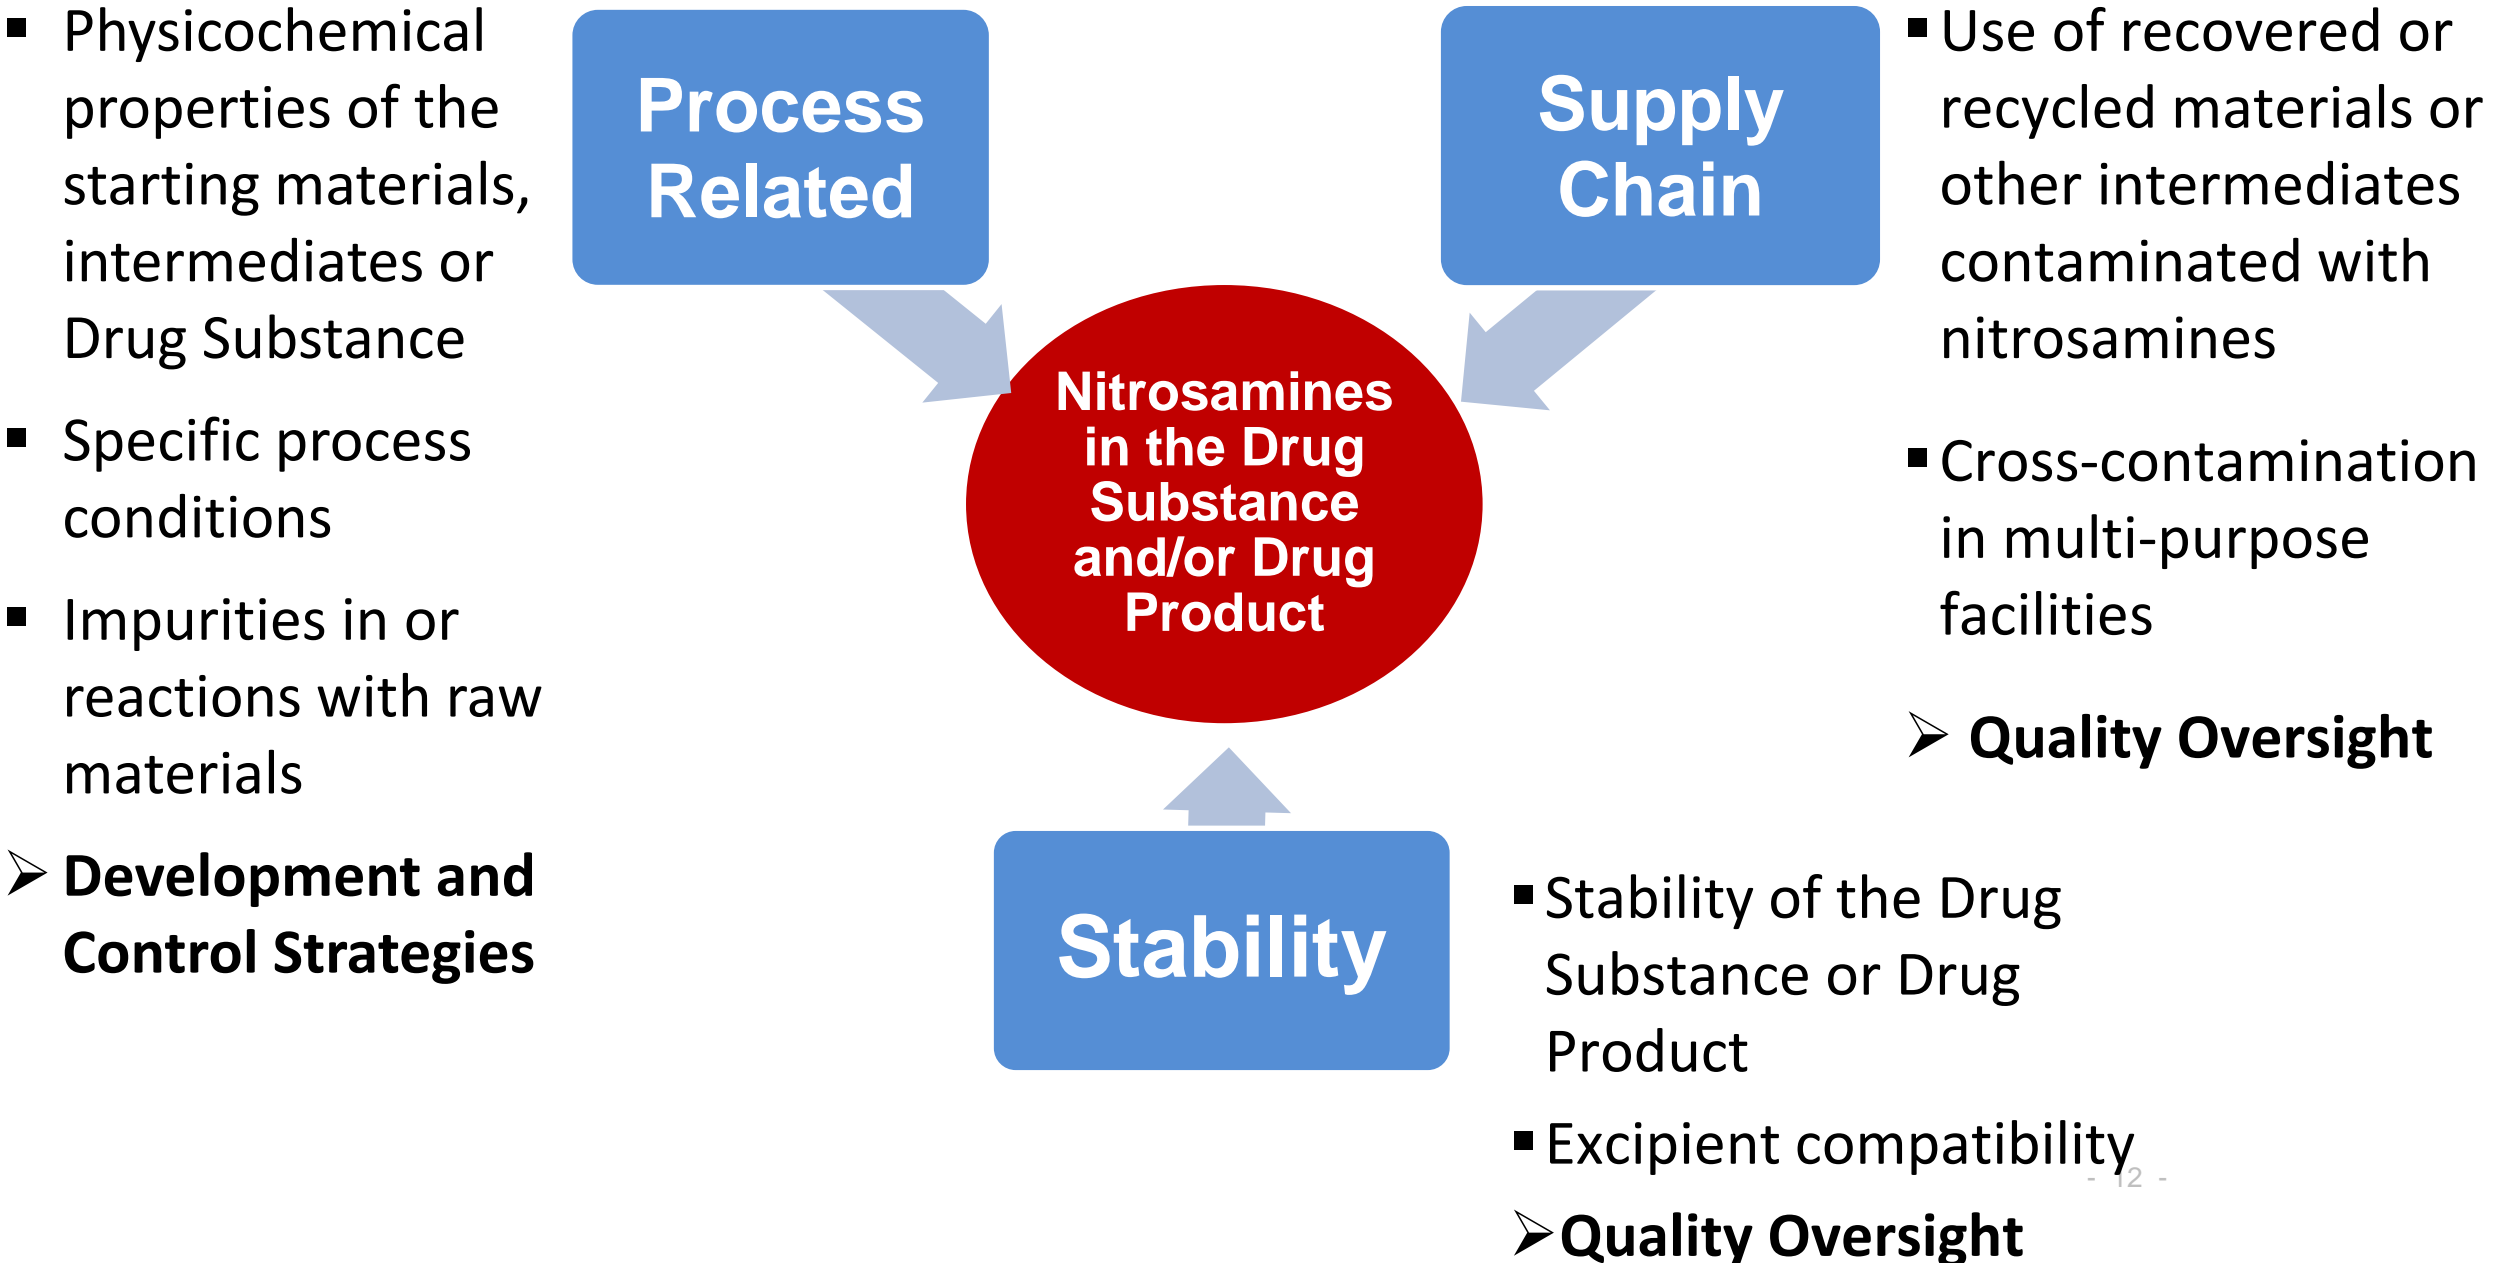 Physicochemical
properties of the
starting materials,
intermediates or
Drug Substance
Specific process
conditions
Impurities in or
reactions with raw
materials
Development and
Control Strategies
Process
Related
Supply
Chain
Nitrosamines
in the Drug
Substance
and/or Drug
Product
Stability
Use of recovered or
recycled materials or
other intermediates
contaminated with
nitrosamines
Cross-contamination
in multi-purpose
facilities
Quality Oversight
Stability of the Drug
Substance or Drug
Product
Excipient compatibility
- 12 -
Quality Oversight